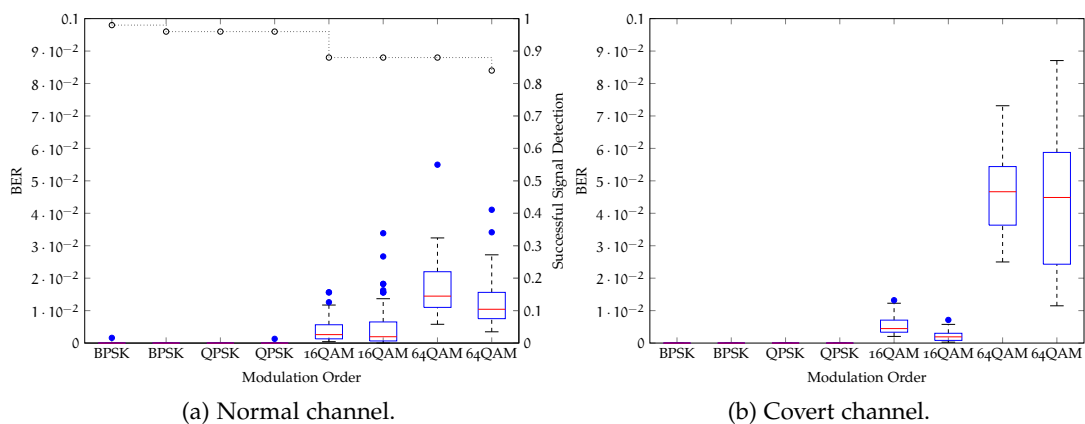 0.1
9 · 10⁻²
8 · 10⁻²
7 · 10⁻²
6 · 10⁻²
5 · 10⁻²
4 · 10⁻²
3 · 10⁻²
2 · 10⁻²
1 · 10⁻²
0
BER
1
0.9
0.8
0.7
0.6
0.5
0.4
0.3
0.2
0.1
0
Successful Signal Detection
BPSK BPSK QPSK QPSK 16QAM 16QAM 64QAM 64QAM
Modulation Order
(a) Normal channel.
0.1
9 · 10⁻²
8 · 10⁻²
7 · 10⁻²
6 · 10⁻²
5 · 10⁻²
4 · 10⁻²
3 · 10⁻²
2 · 10⁻²
1 · 10⁻²
0
BER
BPSK BPSK QPSK QPSK 16QAM 16QAM 64QAM 64QAM
Modulation Order
(b) Covert channel.